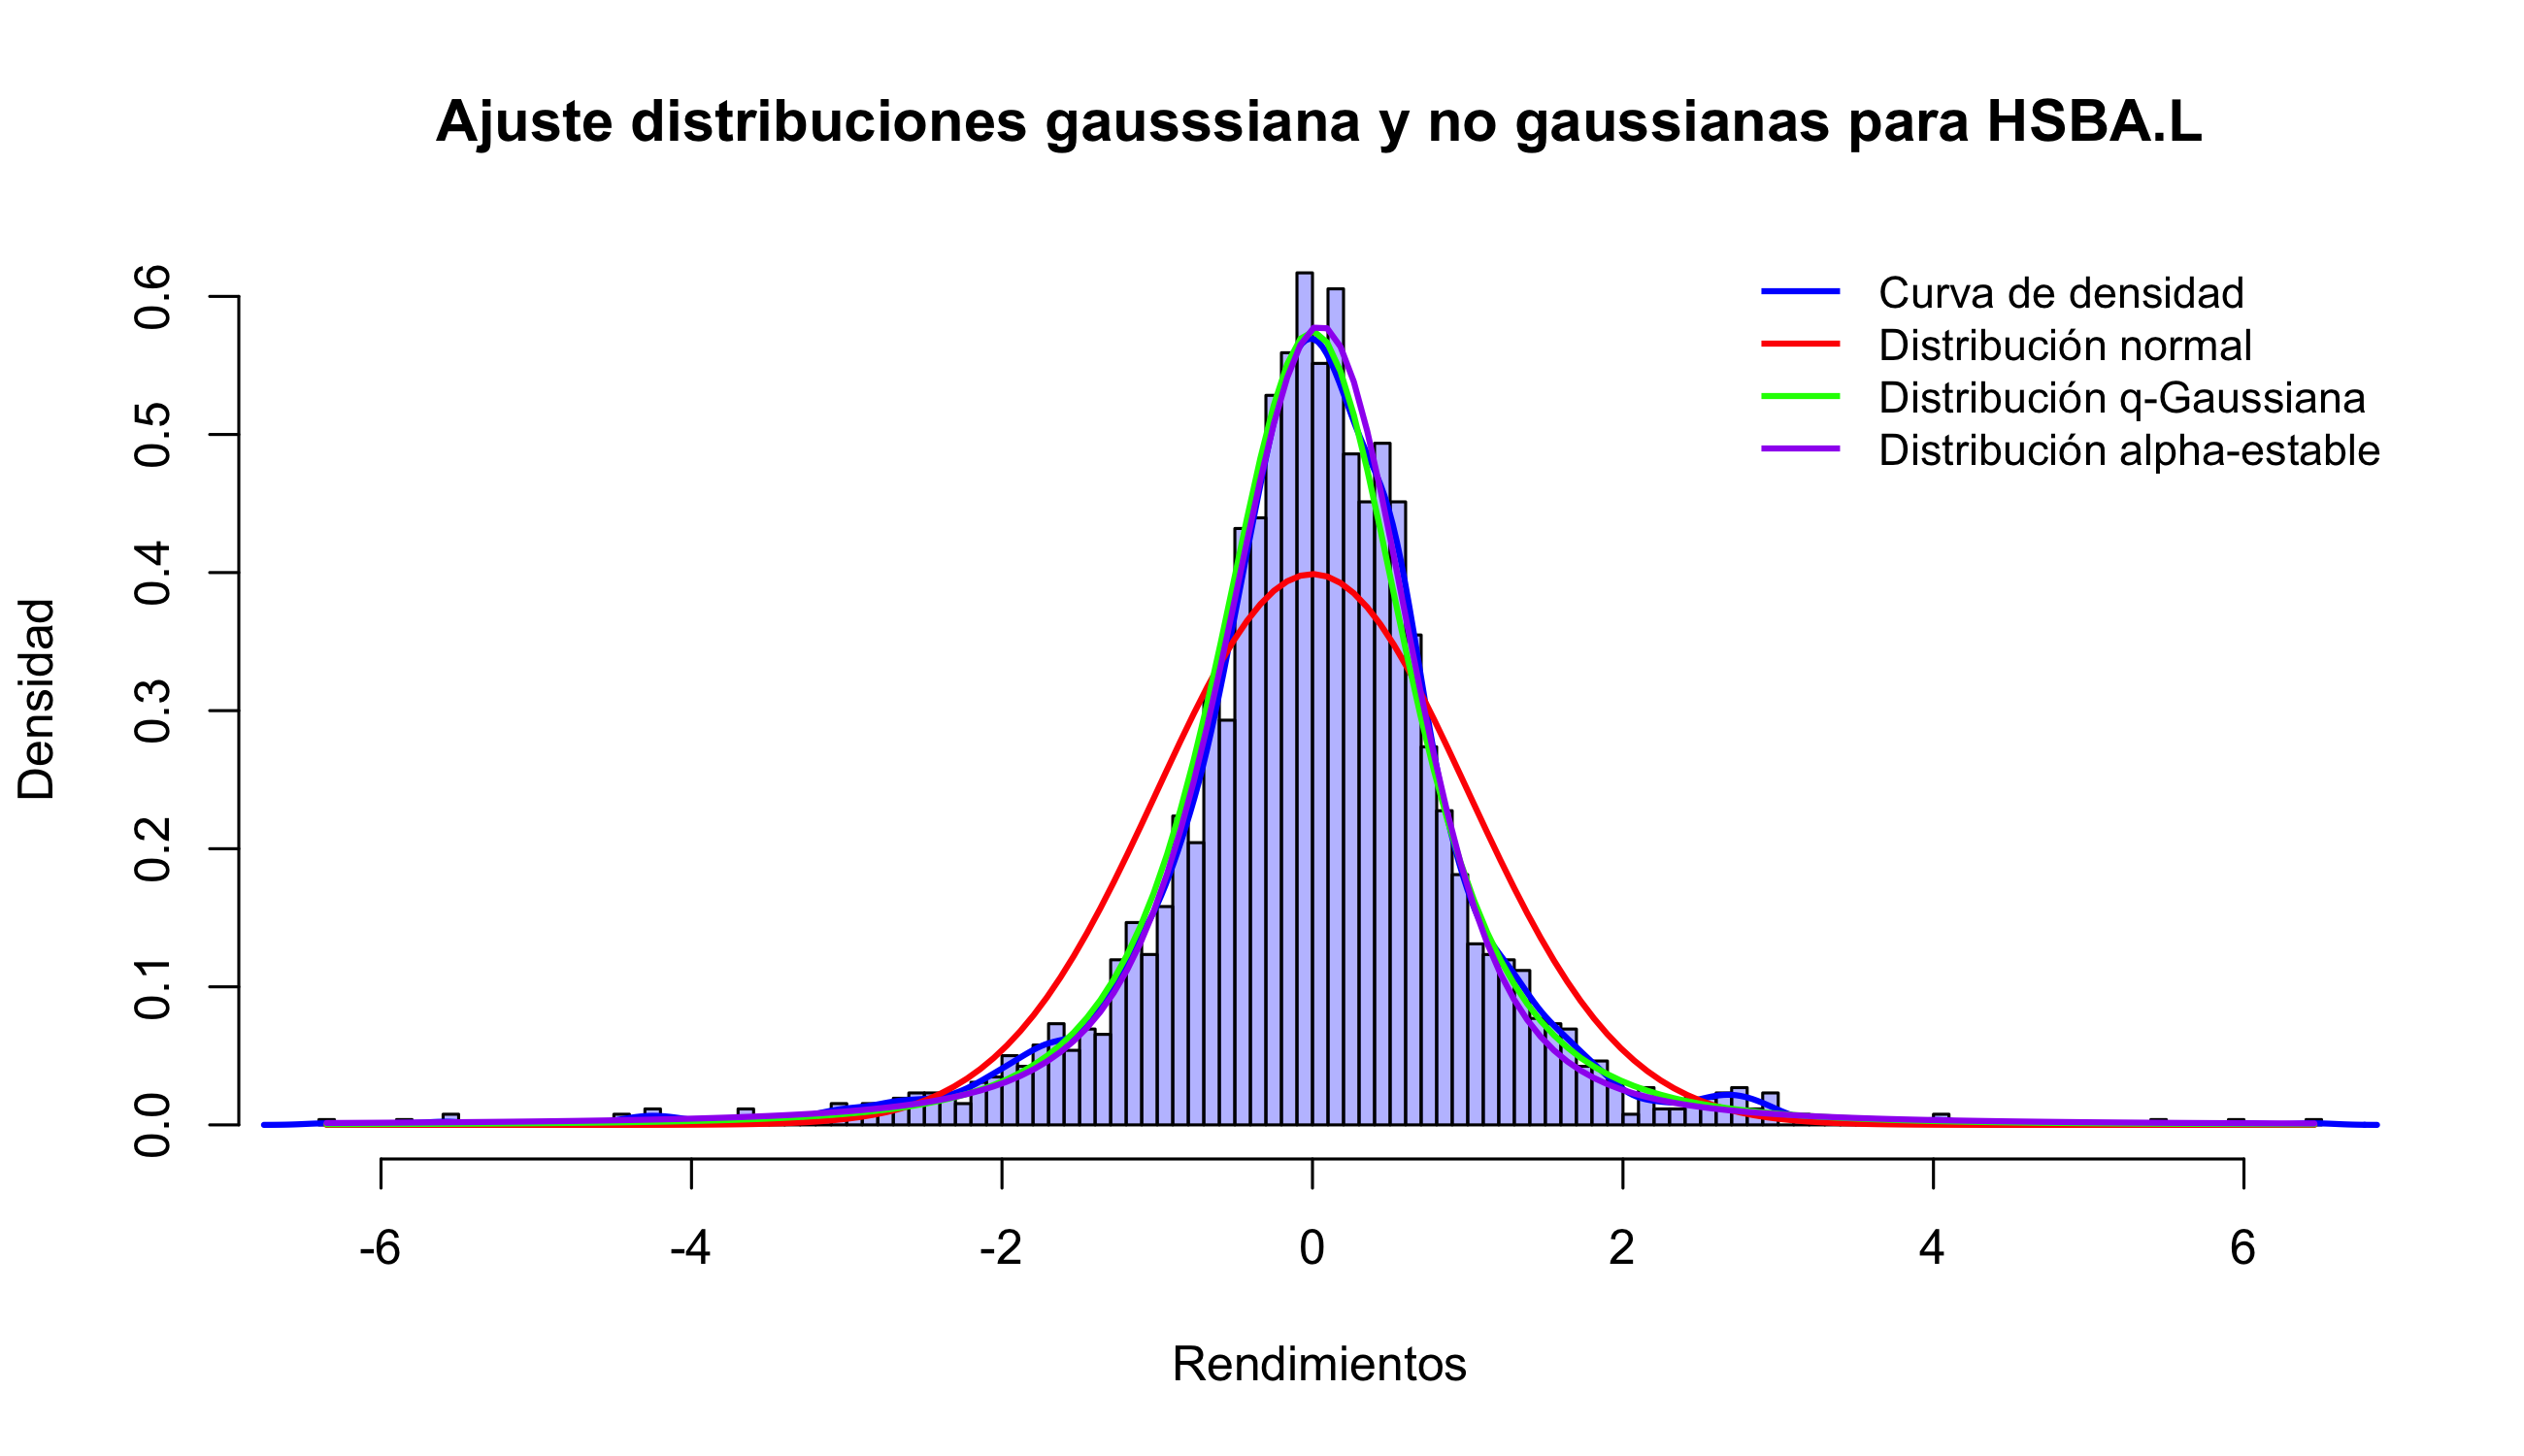 Ajuste distribuciones gausssiana y no gaussianas para HSBA.L
Curva de densidad
Distribución normal
Distribución q-Gaussiana
Distribución alpha-estable
Densidad
0.6
0.5
0.4
0.3
0.2
0.1
0.0
-6 -4 -2 0 2 4 6
Rendimientos